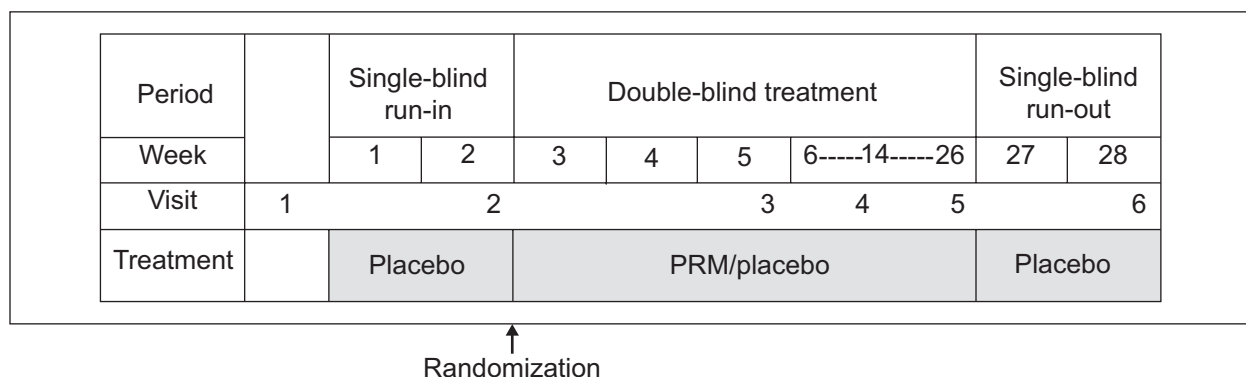 Period
Single-blind
run-in
Double-blind treatment
Single-blind
run-out
Week 1 2 3 4 5 6-----14-----26 27 28
Visit 1 2 3 4 5 6
Treatment Placebo PRM/placebo Placebo
Randomization